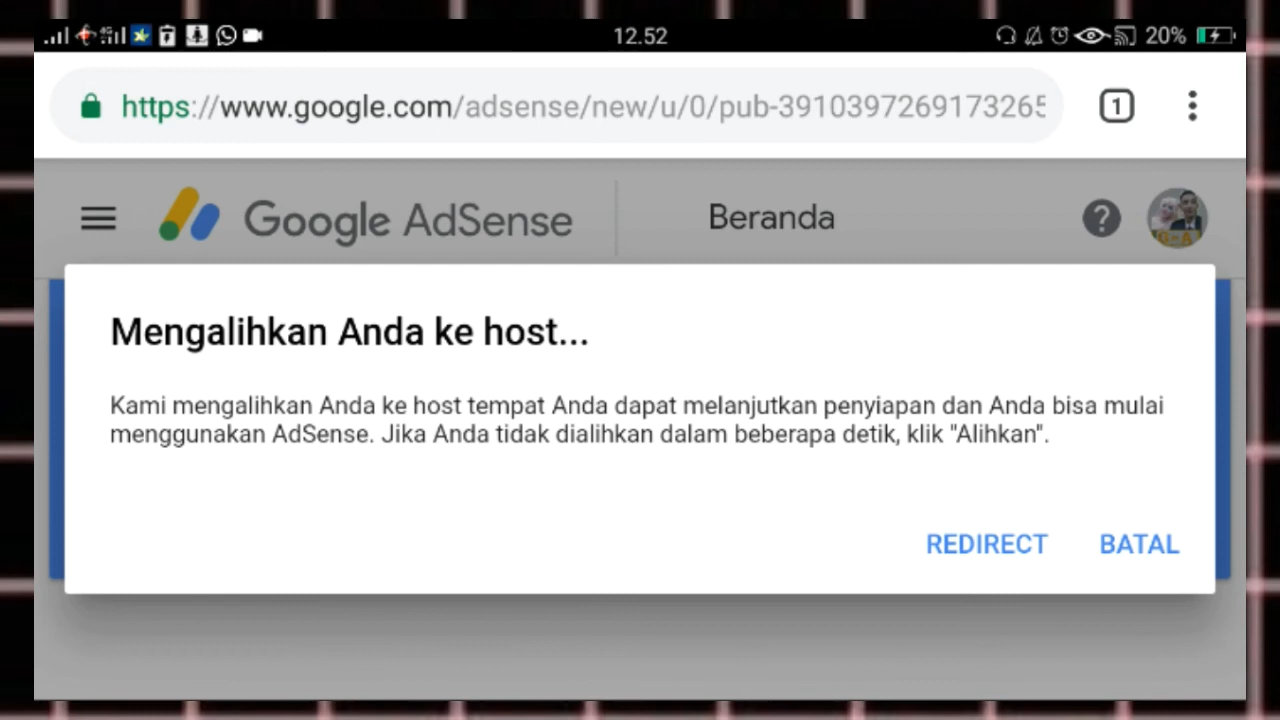 12.52
20%
https://www.google.com/adsense/new/u/0/pub-3910397269173265
1
Google AdSense
Beranda
Mengalihkan Anda ke host...
Kami mengalihkan Anda ke host tempat Anda dapat melanjutkan penyiapan dan Anda bisa mulai
menggunakan AdSense. Jika Anda tidak dialihkan dalam beberapa detik, klik "Alihkan".
REDIRECT
BATAL